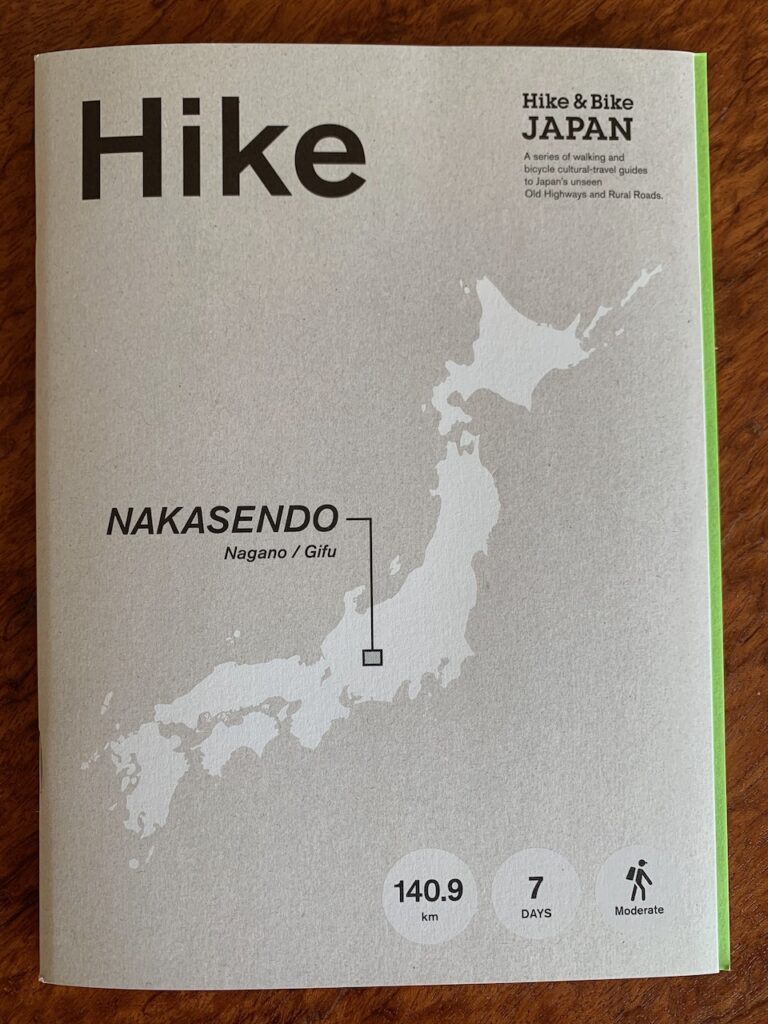 Hike
Hike & Bike
JAPAN
A series of walking and
bicycle cultural-travel guides
to Japan's unseen
Old Highways and Rural Roads.
NAKASENDO
Nagano / Gifu
140.9
km
7
DAYS
Moderate